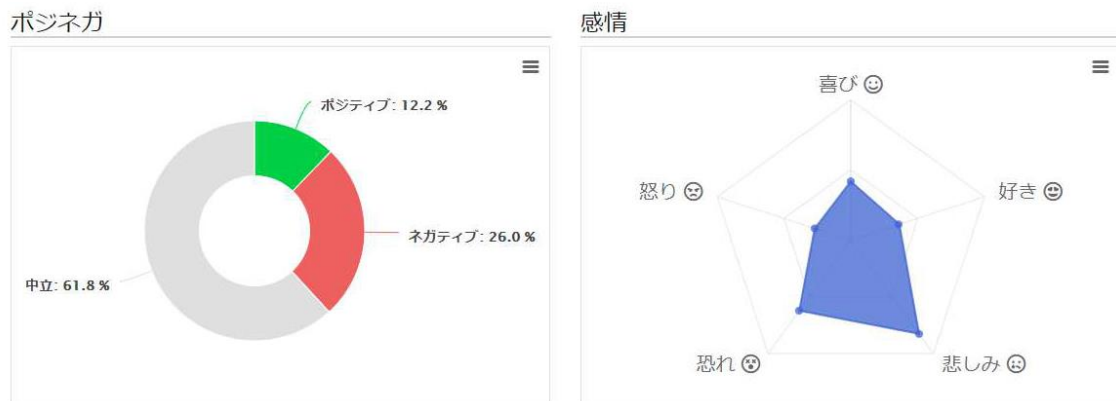 ポジネガ
ポジティブ: 12.2 %
ネガティブ: 26.0 %
中立: 61.8 %
感情
喜び
好き
怒り
恐れ
悲しみ